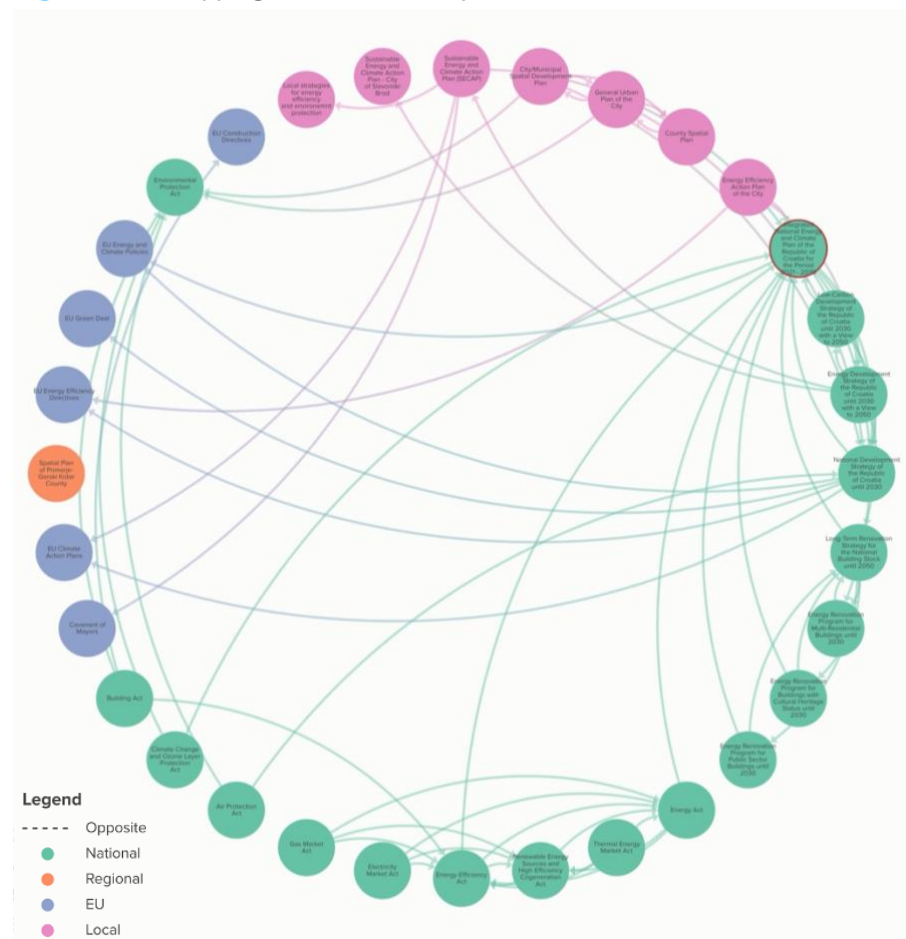 Sustainable
Energy and
Climate Action
Plan - City
of Slavonski
Brod
Sustainable
Energy and
Climate Action
Plan (SECAP)
City/Municipal
Spatial Development
Plan
Local strategies
for energy
efficiency
and environment
protection
General Urban
Plan of the
City
EU Construction
Directives
County Spatial
Plan
Environmental
Protection
Act
Energy Efficiency
Action Plan
of the City
EU Energy and
Climate Policies
Integrated
National Energy
and Climate
Plan of the
Republic of
Croatia for
the Period
EU Green Deal
Low-Carbon
Development
Strategy of
the Republic
of Croatia
until 2030
with a View
to 2050
EU Energy Efficiency
Directives
Energy Development
Strategy of
the Republic
of Croatia
until 2030
with a View
to 2050
Spatial Plan
of Primorje-
Gorski Kotar
County
National Development
Strategy of
the Republic
of Croatia
until 2030
EU Climate
Action Plans
Long Term Renovation
Strategy for
the National
Building Stock
until 2050
Covenant of
Mayors
Energy Renovation
Program for
Multi-Residential
Buildings until
2030
Building Act
Energy Renovation
Program for
Buildings with
Cultural Heritage
Status until
2030
Climate Change
and Ozone Layer
Protection
Act
Energy Renovation
Program for
Public Sector
Buildings until
2030
Air Protection
Act
Energy Act
Gas Market
Act
Thermal Energy
Market Act
Electricity
Market Act
Energy Efficiency
Act
Renewable Energy
Sources and
High Efficiency
Cogeneration
Act
Legend
Opposite
National
Regional
EU
Local